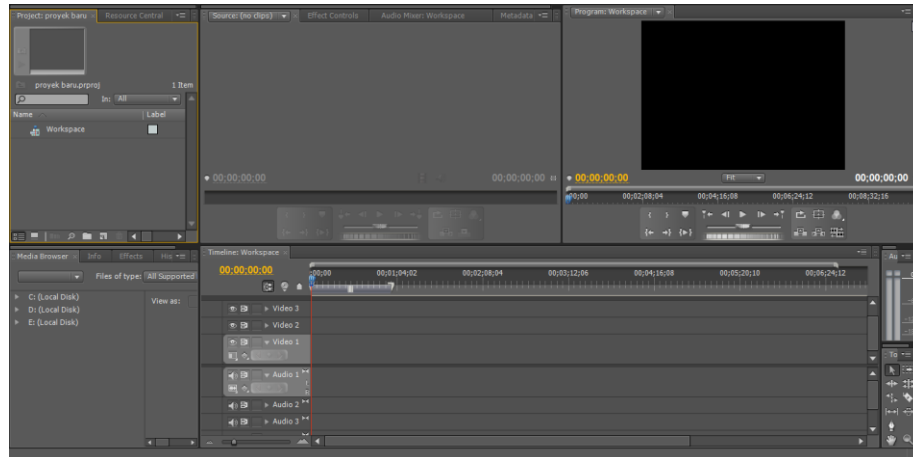 Project: proyek baru
Resource Central
Source: (no clips)
Effect Controls
Audio Mixer: Workspace
Metadata
Program: Workspace
proyek baru.prproj
1 Item
In: All
Name
Label
Workspace
00;00;00;00
00;00;00;00
00;00;00;00
Fit
00;00;00;00
00;00
00;02;08;04
00;04;16;08
00;06;24;12
00;08;32;16
Media Browser
Info
Effects
Files of type: All Supported
C: (Local Disk)
D: (Local Disk)
E: (Local Disk)
View as:
Timeline: Workspace
00;00;00;00
00;00
00;01;04;02
00;02;08;04
00;03;12;06
00;04;16;08
00;05;20;10
00;06;24;12
Video 3
Video 2
Video 1
Audio 1
Audio 2
Audio 3
Au
To